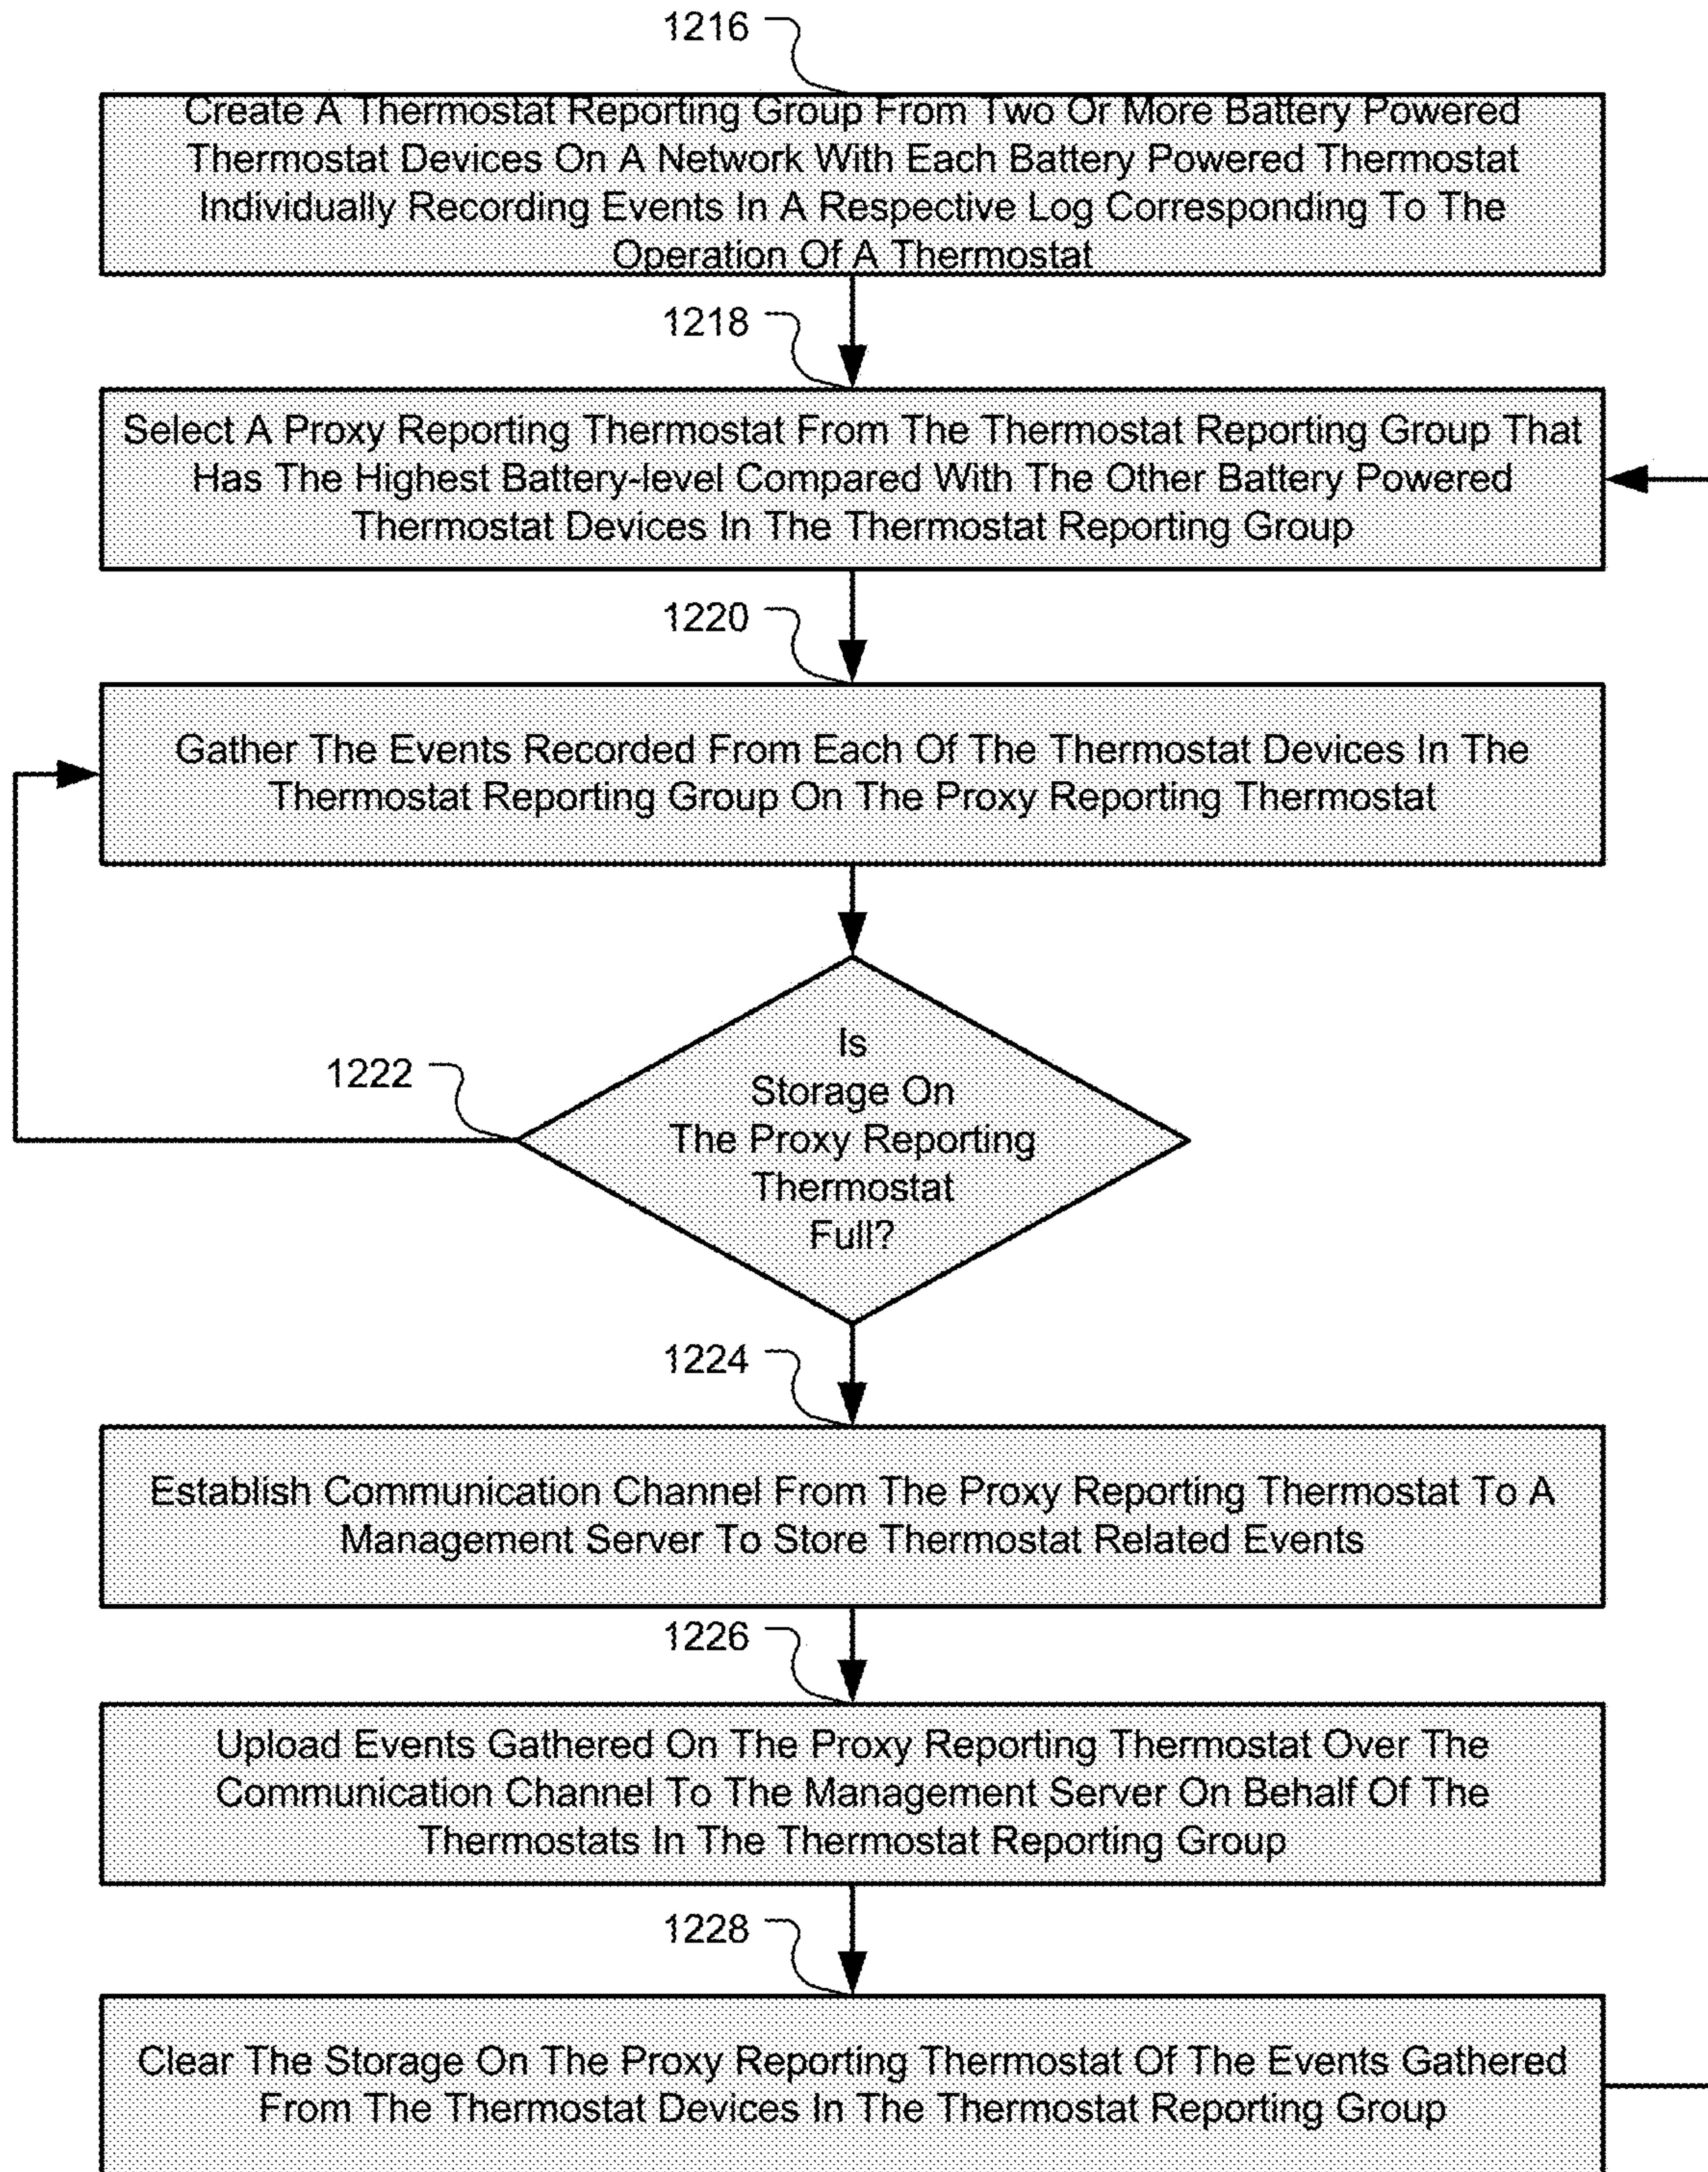 1216
Create A Thermostat Reporting Group From Two Or More Battery Powered
Thermostat Devices On A Network With Each Battery Powered Thermostat
Individually Recording Events In A Respective Log Corresponding To The
Operation Of A Thermostat
1218
Select A Proxy Reporting Thermostat From The Thermostat Reporting Group That
Has The Highest Battery-level Compared With The Other Battery Powered
Thermostat Devices In The Thermostat Reporting Group
1220
Gather The Events Recorded From Each Of The Thermostat Devices In The
Thermostat Reporting Group On The Proxy Reporting Thermostat
1222
Is
Storage On
The Proxy Reporting
Thermostat
Full?
1224
Establish Communication Channel From The Proxy Reporting Thermostat To A
Management Server To Store Thermostat Related Events
1226
Upload Events Gathered On The Proxy Reporting Thermostat Over The
Communication Channel To The Management Server On Behalf Of The
Thermostats In The Thermostat Reporting Group
1228
Clear The Storage On The Proxy Reporting Thermostat Of The Events Gathered
From The Thermostat Devices In The Thermostat Reporting Group